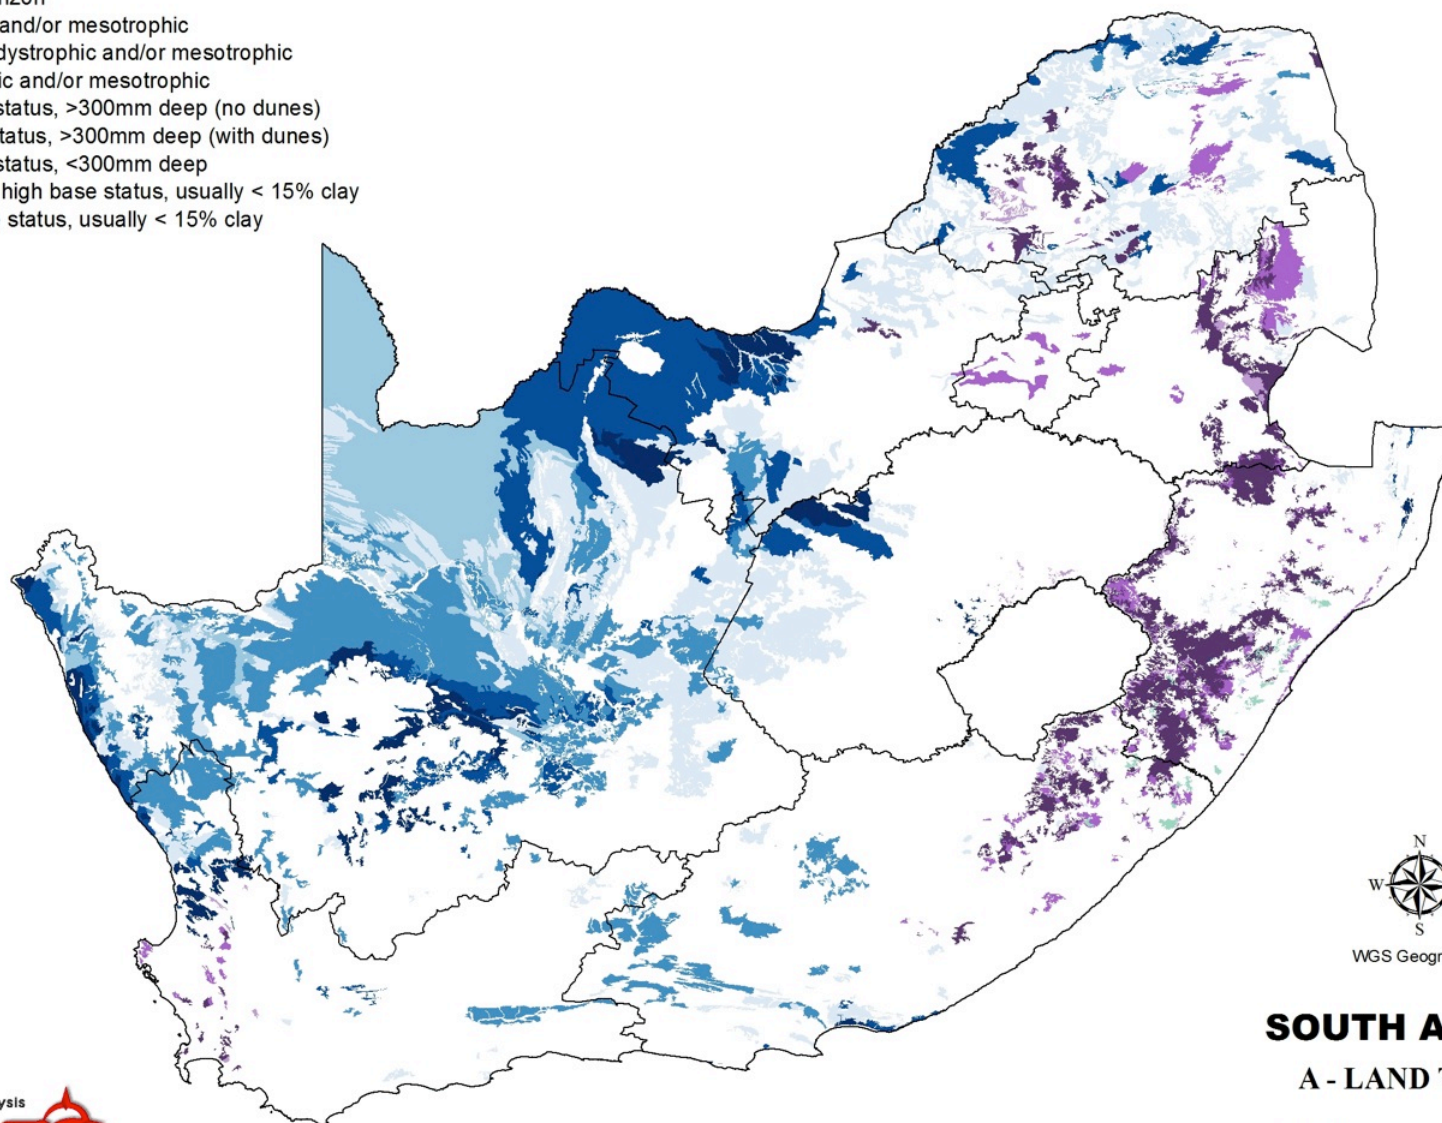 and/or mesotrophic
dystrophic and/or mesotrophic
ic and/or mesotrophic
status, >300mm deep (no dunes)
tatus, >300mm deep (with dunes)
status, <300mm deep
high base status, usually < 15% clay
status, usually < 15% clay
N
W
S
WGS Geogr
SOUTH A
A - LAND
ysis